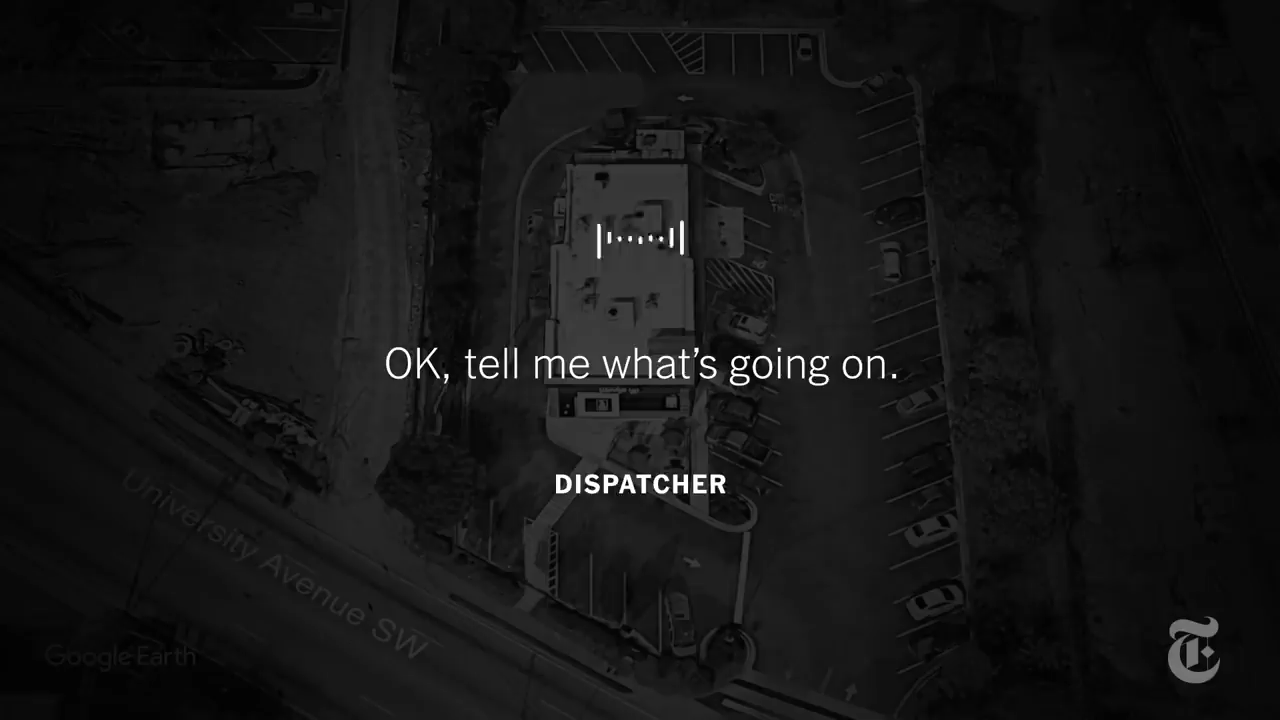 OK, tell me what’s going on.
DISPATCHER
University Avenue SW
Google Earth
T